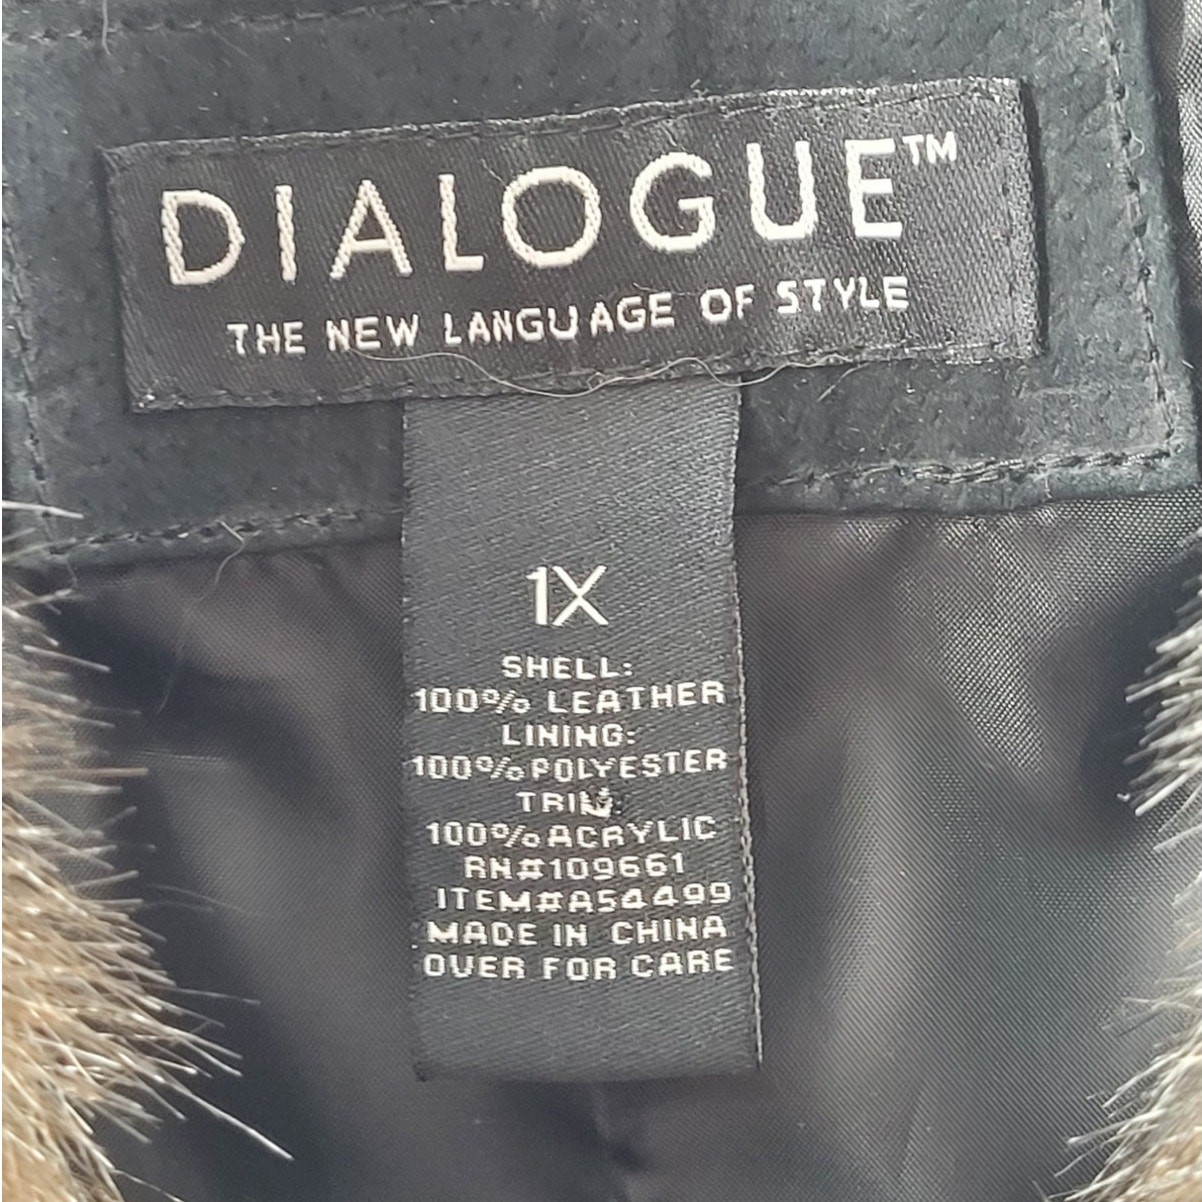 DIALOGUE™
THE NEW LANGUAGE OF STYLE
1X
SHELL:
100% LEATHER
LINING:
100% POLYESTER
TRIM:
100% ACRYLIC
RN#109661
ITEM#A54499
MADE IN CHINA
OVER FOR CARE